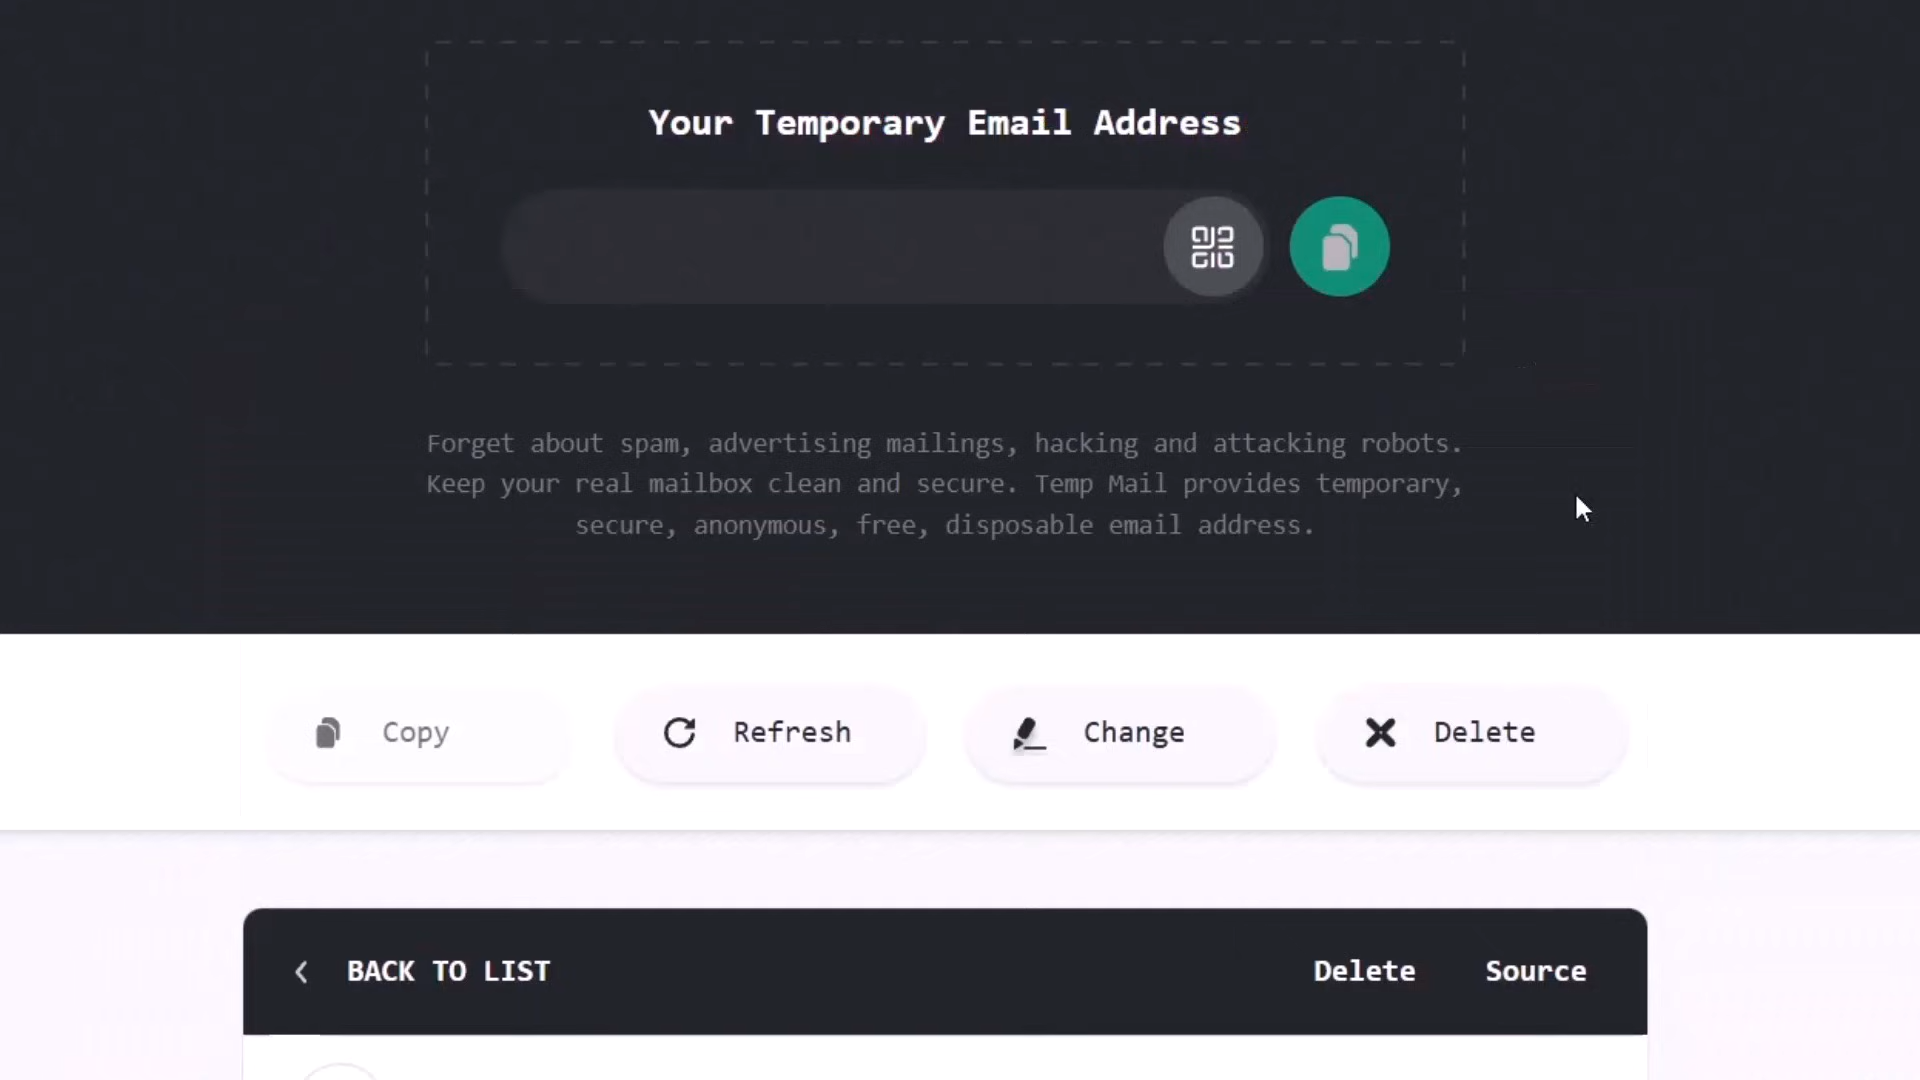 Your Temporary Email Address
Forget about spam, advertising mailings, hacking and attacking robots.
Keep your real mailbox clean and secure. Temp Mail provides temporary,
secure, anonymous, free, disposable email address.
Copy
Refresh
Change
Delete
BACK TO LIST
Delete
Source